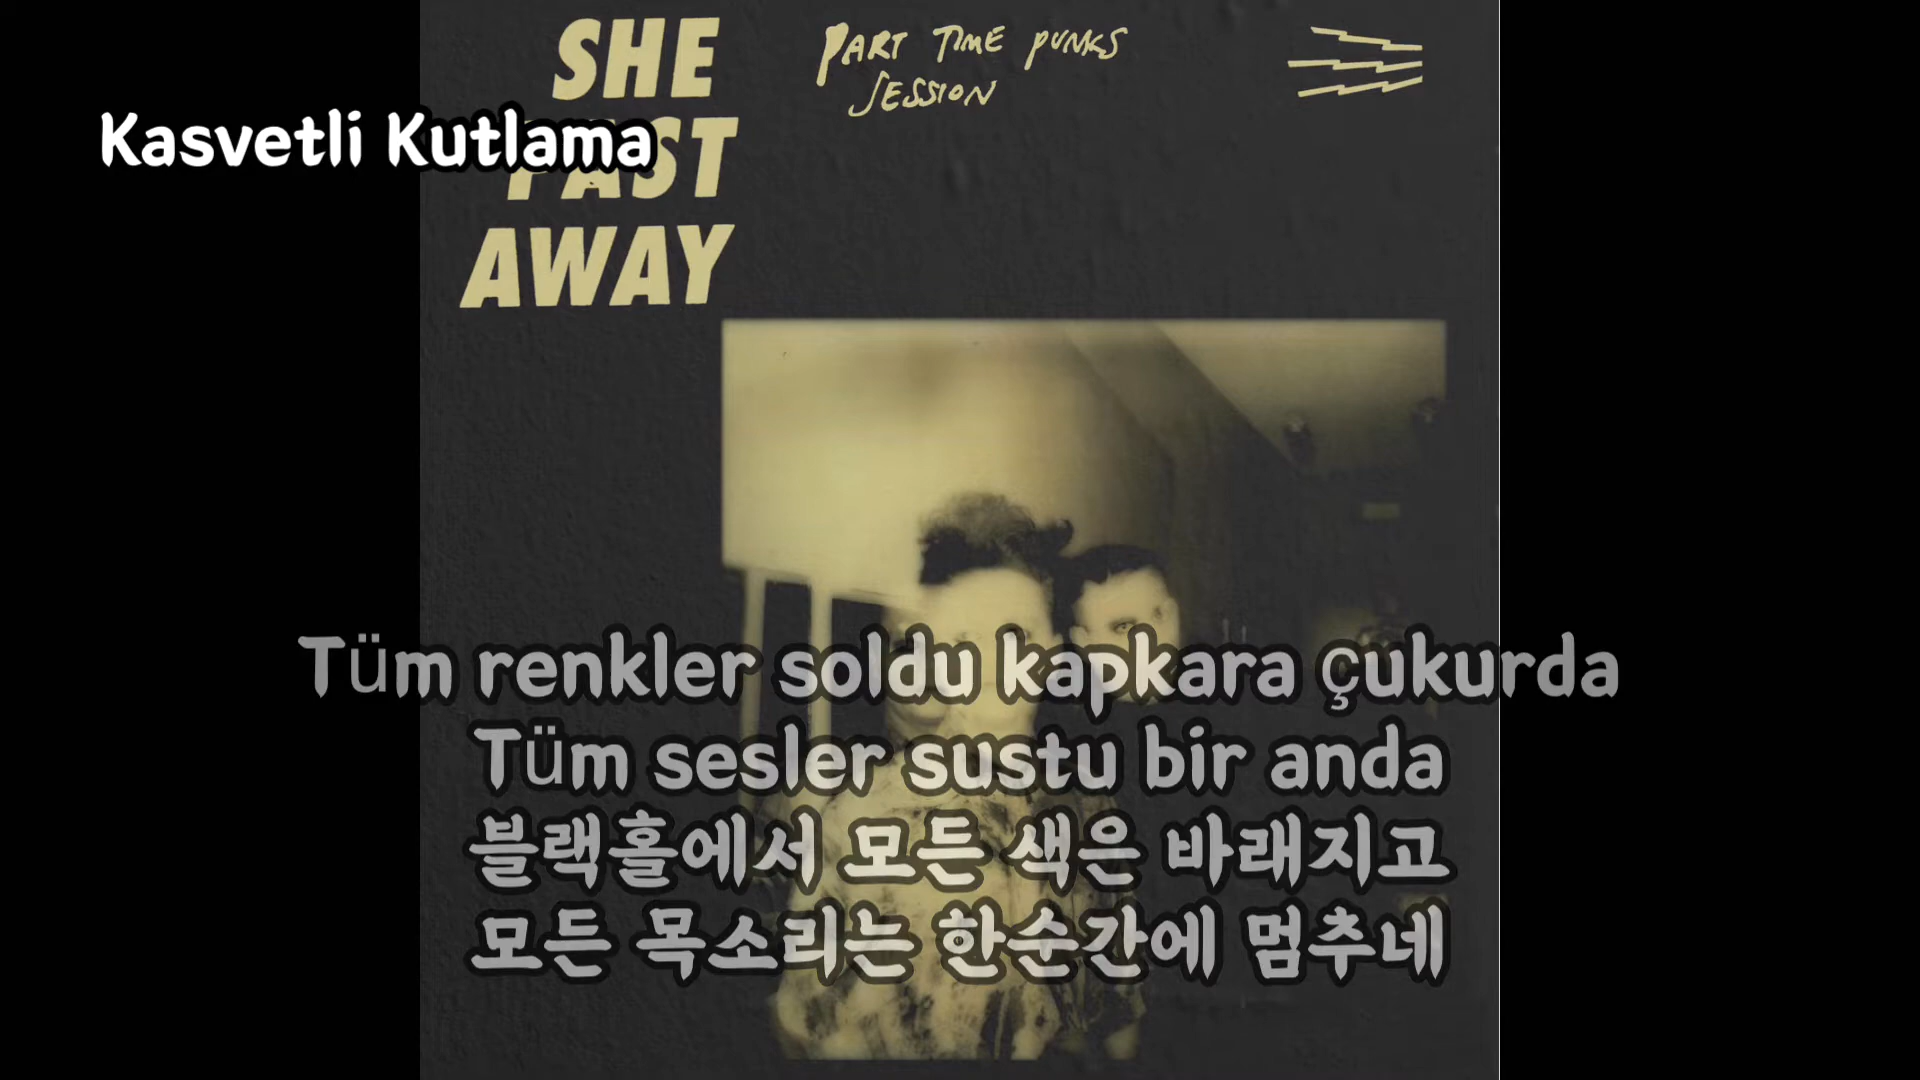 SHE
PAST
AWAY
PART TIME PUNKS
SESSION
Kasvetli Kutlama
Tüm renkler soldu kapkara çukurda
Tüm sesler sustu bir anda
블랙홀에서 모든 색은 바래지고
모든 목소리는 한순간에 멈추네